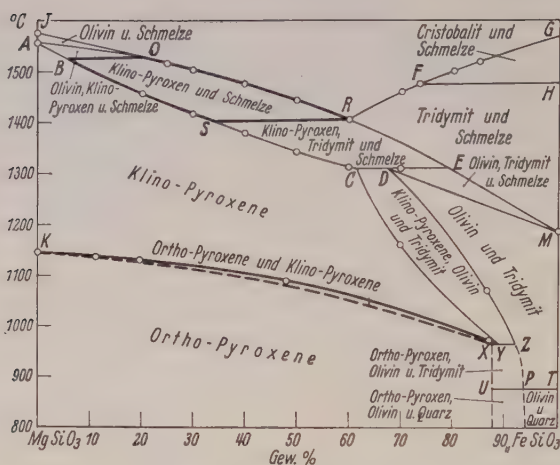 °C
J
A
Olivin u. Schmelze
O
Cristobalit und
Schmelze
G
1500
B
Olivin, Klino-
Pyroxen u. Schmelze
Klino-Pyroxen und Schmelze
F
H
1400
S
R
Klino-Pyroxen,
Tridymit und
Schmelze
Tridymit und
Schmelze
1300
C
D
E
Olivin, Tridymit
u. Schmelze
Klino-Pyroxene
Klino-Pyroxene, Olivin
und Tridymit
Olivin und Tridymit
1200
M
K
1100
Ortho-Pyroxene und Klino-Pyroxene
1000
Ortho-Pyroxene
X
Y
Z
900
Ortho-Pyroxen,
Olivin u. Tridymit
U
P
T
Ortho-Pyroxen,
Olivin u. Quarz
Olivin
u.
Quarz
800
MgSiO₃
10
20
30
40
50
60
70
80
90
„FeSiO₃
Gew. %